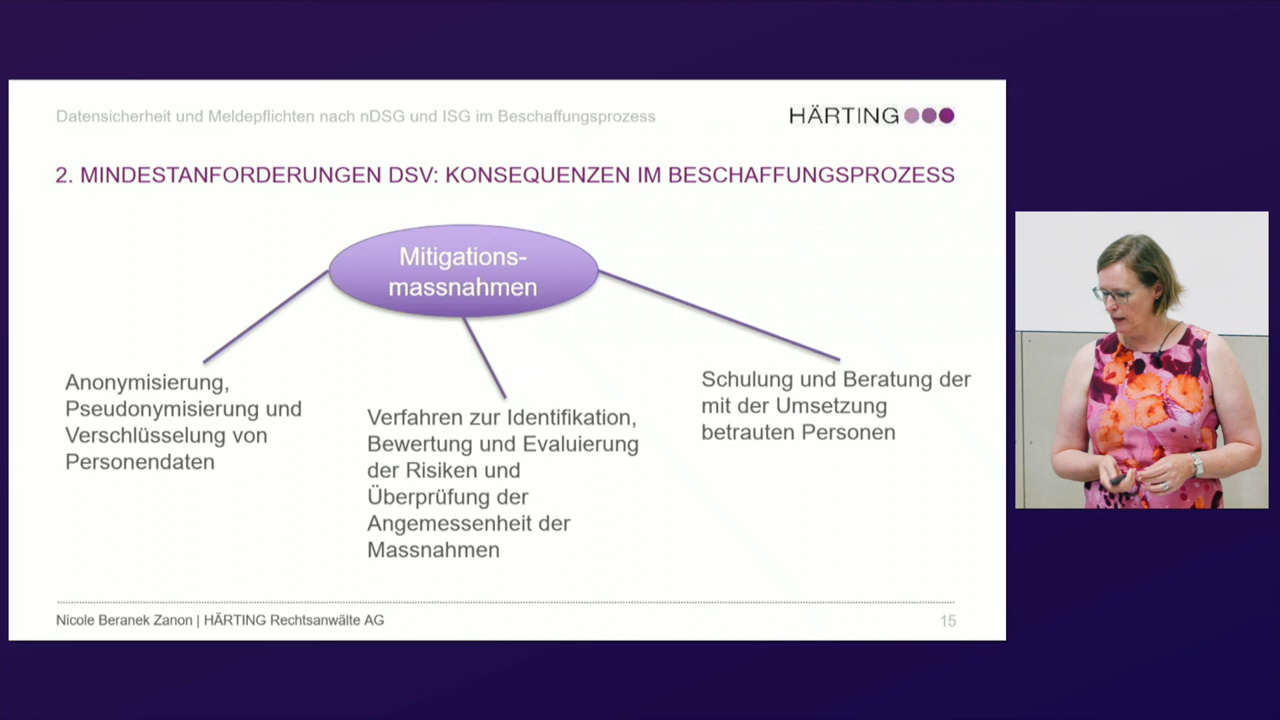 Datensicherheit und Meldepflichten nach nDSG und ISG im Beschaffungsprozess
HÄRTING
2. MINDESTANFORDERUNGEN DSV: KONSEQUENZEN IM BESCHAFFUNGSPROZESS
Mitigations-
massnahmen
Anonymisierung,
Pseudonymisierung und
Verschlüsselung von
Personendaten
Verfahren zur Identifikation,
Bewertung und Evaluierung
der Risiken und
Überprüfung der
Angemessenheit der
Massnahmen
Schulung und Beratung der
mit der Umsetzung
betrauten Personen
Nicole Beranek Zanon | HÄRTING Rechtsanwälte AG
15